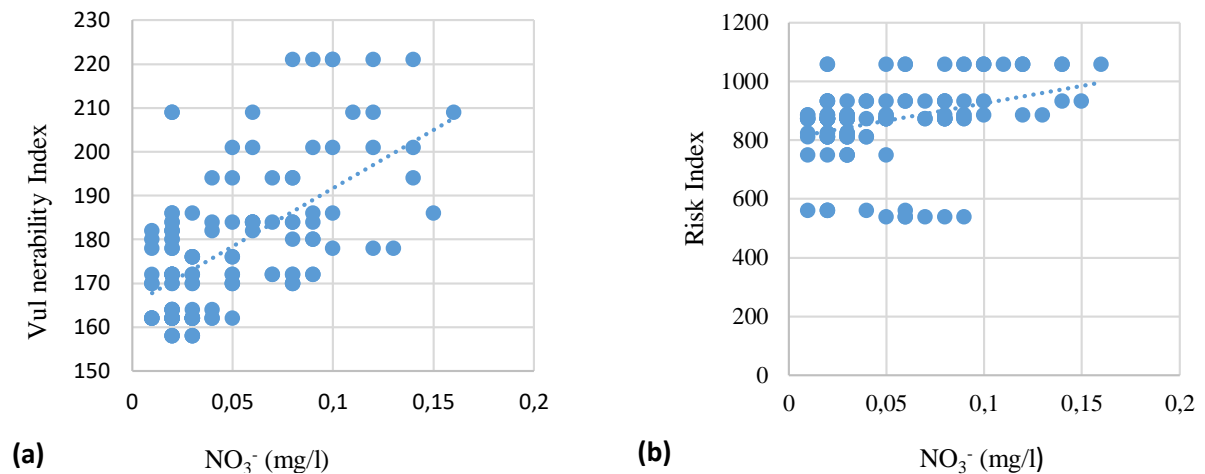 230
220
210
200
190
180
170
160
150
Vul nerability Index
0 0,05 0,1 0,15 0,2
(a)
NO₃⁻ (mg/l)
1200
1000
800
600
400
200
0
Risk Index
0 0,05 0,1 0,15 0,2
(b)
NO₃⁻ (mg/l)